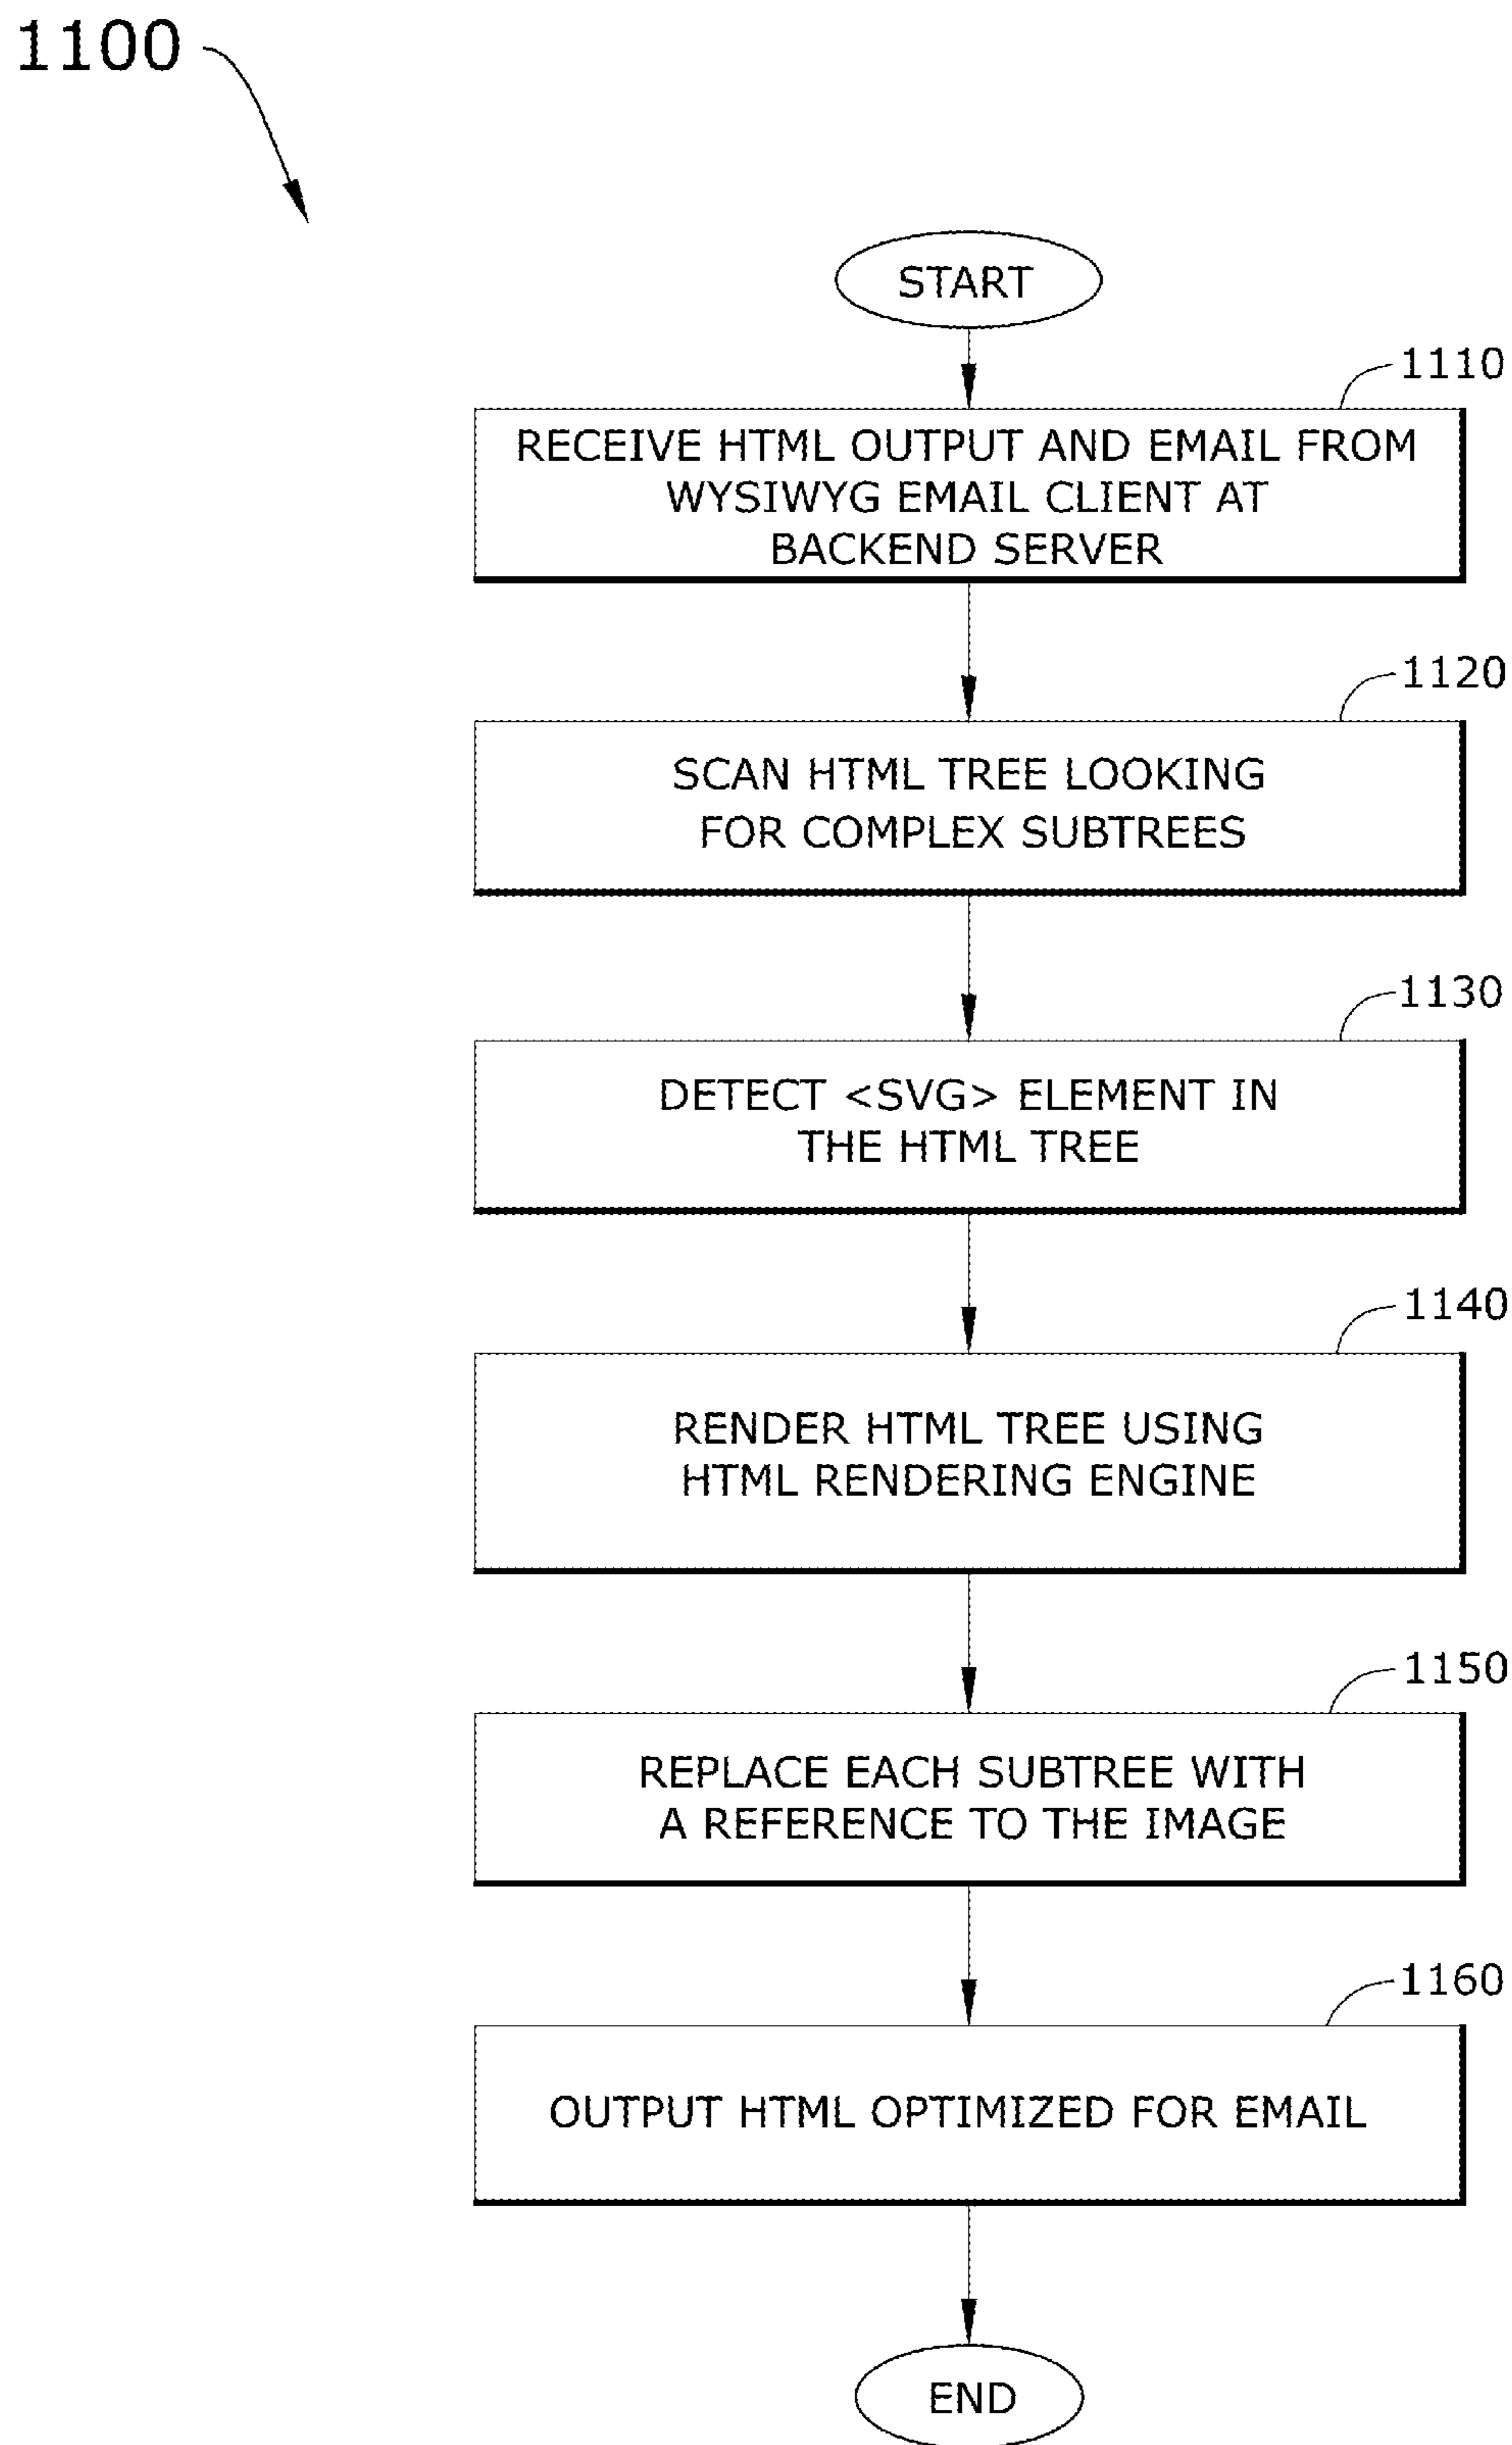 1100
START
1110
RECEIVE HTML OUTPUT AND EMAIL FROM
WYSIWYG EMAIL CLIENT AT
BACKEND SERVER
1120
SCAN HTML TREE LOOKING
FOR COMPLEX SUBTREES
1130
DETECT <SVG> ELEMENT IN
THE HTML TREE
1140
RENDER HTML TREE USING
HTML RENDERING ENGINE
1150
REPLACE EACH SUBTREE WITH
A REFERENCE TO THE IMAGE
1160
OUTPUT HTML OPTIMIZED FOR EMAIL
END